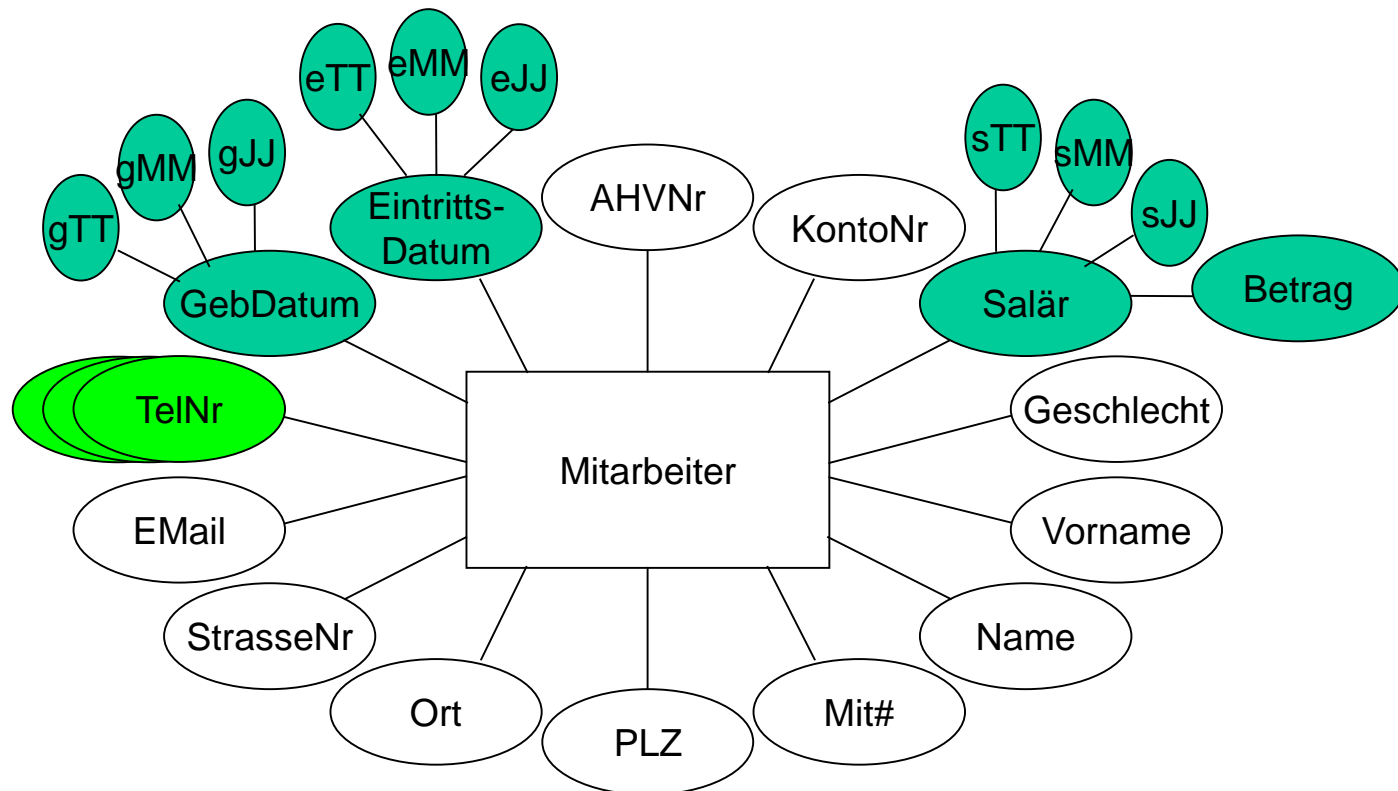 eTT
eMM
eJJ
sTT
sMM
sJJ
gTT
gMM
gJJ
Eintritts-
Datum
AHVNr
KontoNr
GebDatum
Salär
Betrag
TelNr
Geschlecht
Mitarbeiter
EMail
Vorname
StrasseNr
Name
Ort
PLZ
Mit#